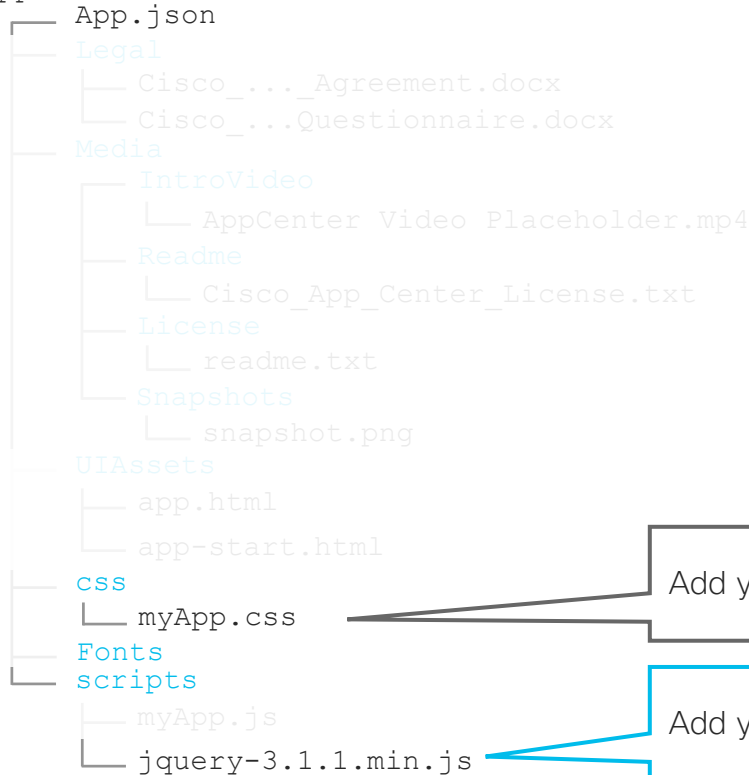 App.json
Legal
Cisco_..._Agreement.docx
Cisco_...Questionnaire.docx
Media
IntroVideo
AppCenter Video Placeholder.mp4
Readme
Cisco_App_Center_License.txt
License
readme.txt
Snapshots
snapshot.png
UIAssets
app.html
app-start.html
css
Add y
myApp.css
Fonts
scripts
myApp.js
Add y
jquery-3.1.1.min.js